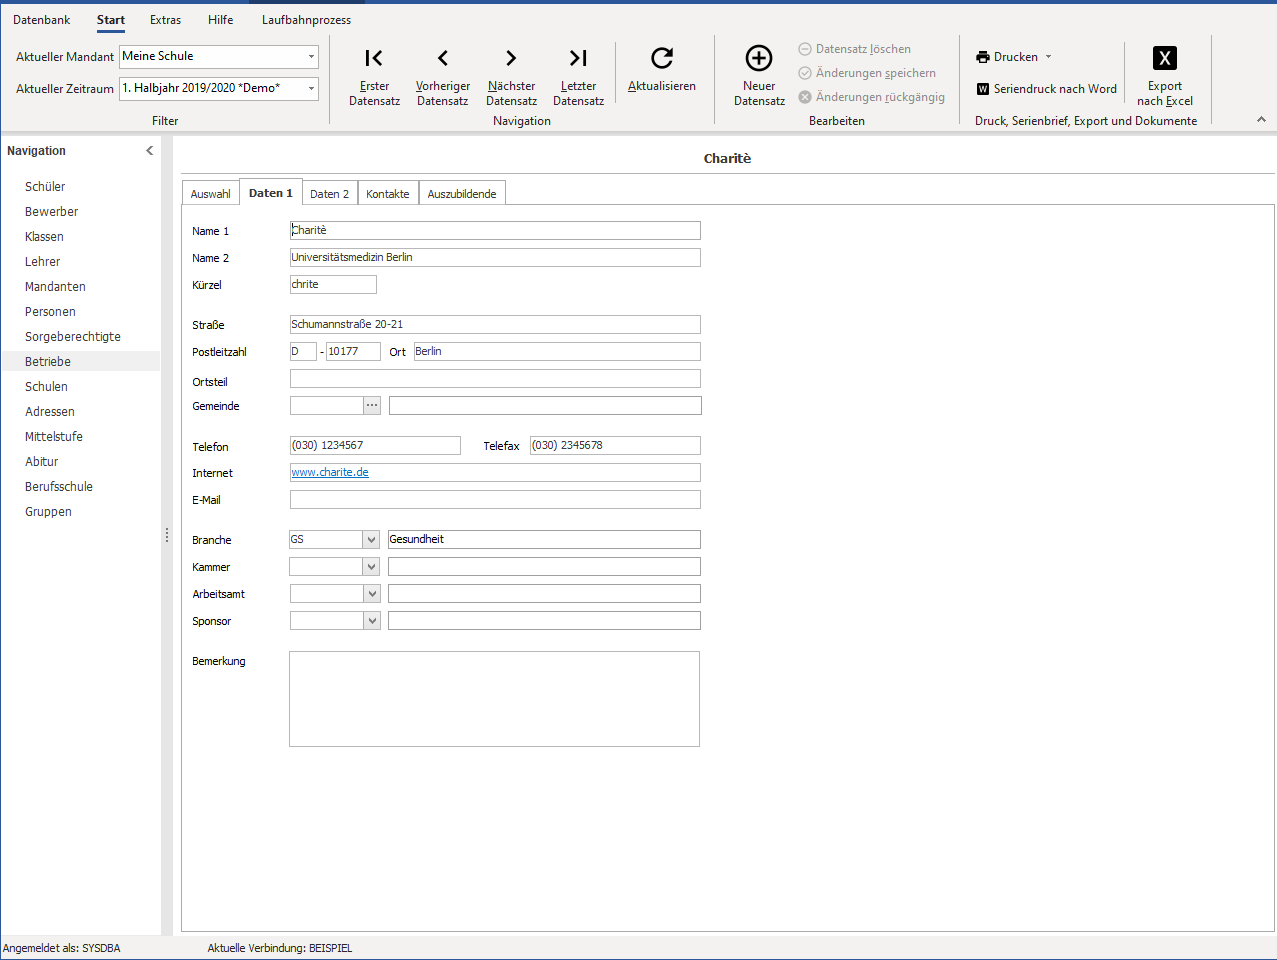 Datenbank Start Extras Hilfe Laufbahnprozess
Aktueller Mandant Meine Schule
Aktueller Zeitraum 1. Halbjahr 2019/2020 *Demo*
Filter
Erster Datensatz
Vorheriger Datensatz
Nächster Datensatz
Letzter Datensatz
Aktualisieren
Navigation
Neuer Datensatz
Datensatz löschen
Änderungen speichern
Änderungen rückgängig
Bearbeiten
Drucken
W Seriendruck nach Word
X Export nach Excel
Druck, Serienbrief, Export und Dokumente
Navigation
Schüler
Bewerber
Klassen
Lehrer
Mandanten
Personen
Sorgeberechtigte
Betriebe
Schulen
Adressen
Mittelstufe
Abitur
Berufsschule
Gruppen
Charitè
Auswahl Daten 1 Daten 2 Kontakte Auszubildende
Name 1 Charitè
Name 2 Universitätsmedizin Berlin
Kürzel chrite
Straße Schumannstraße 20-21
Postleitzahl D - 10177 Ort Berlin
Ortsteil
Gemeinde ...
Telefon (030) 1234567 Telefax (030) 2345678
Internet www.charite.de
E-Mail
Branche GS Gesundheit
Kammer
Arbeitsamt
Sponsor
Bemerkung
Angemeldet als: SYSDBA Aktuelle Verbindung: BEISPIEL